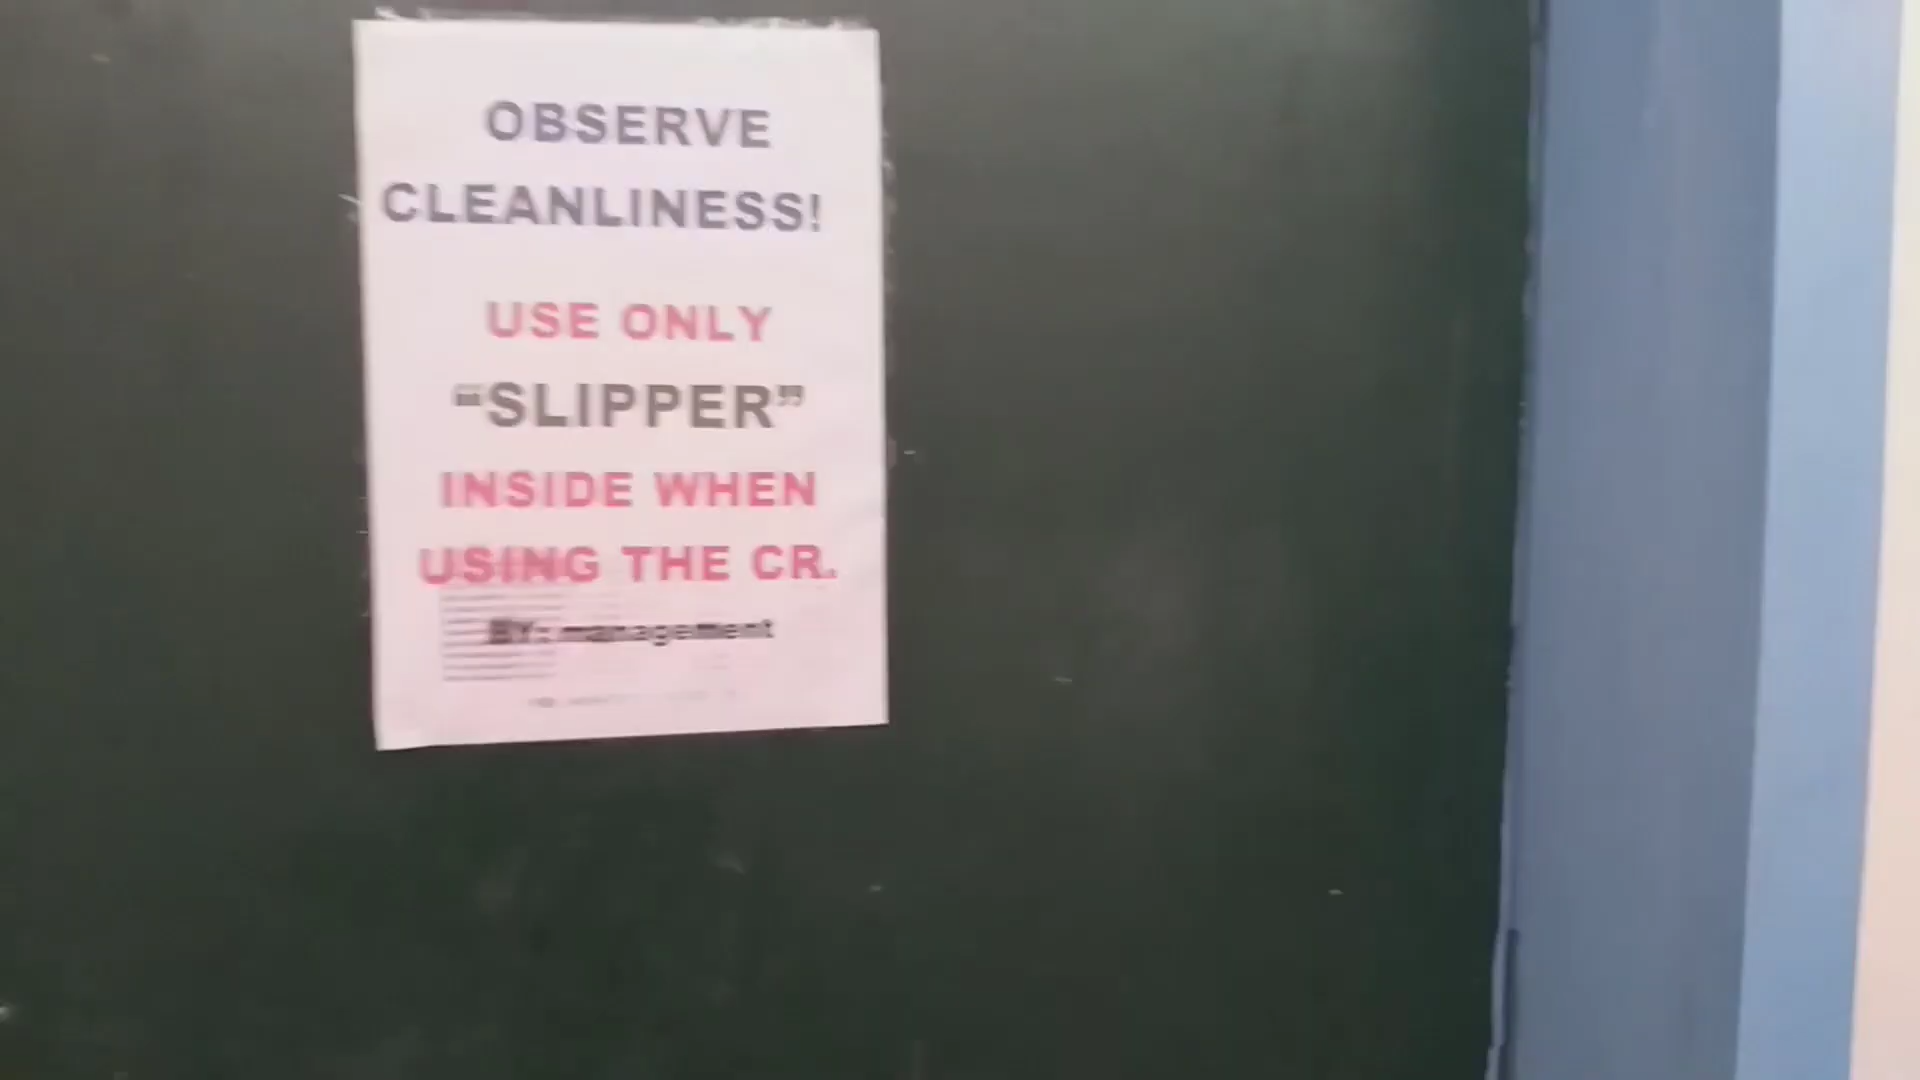 OBSERVE
CLEANLINESS!
USE ONLY
“SLIPPER”
INSIDE WHEN
USING THE CR.
BY: management